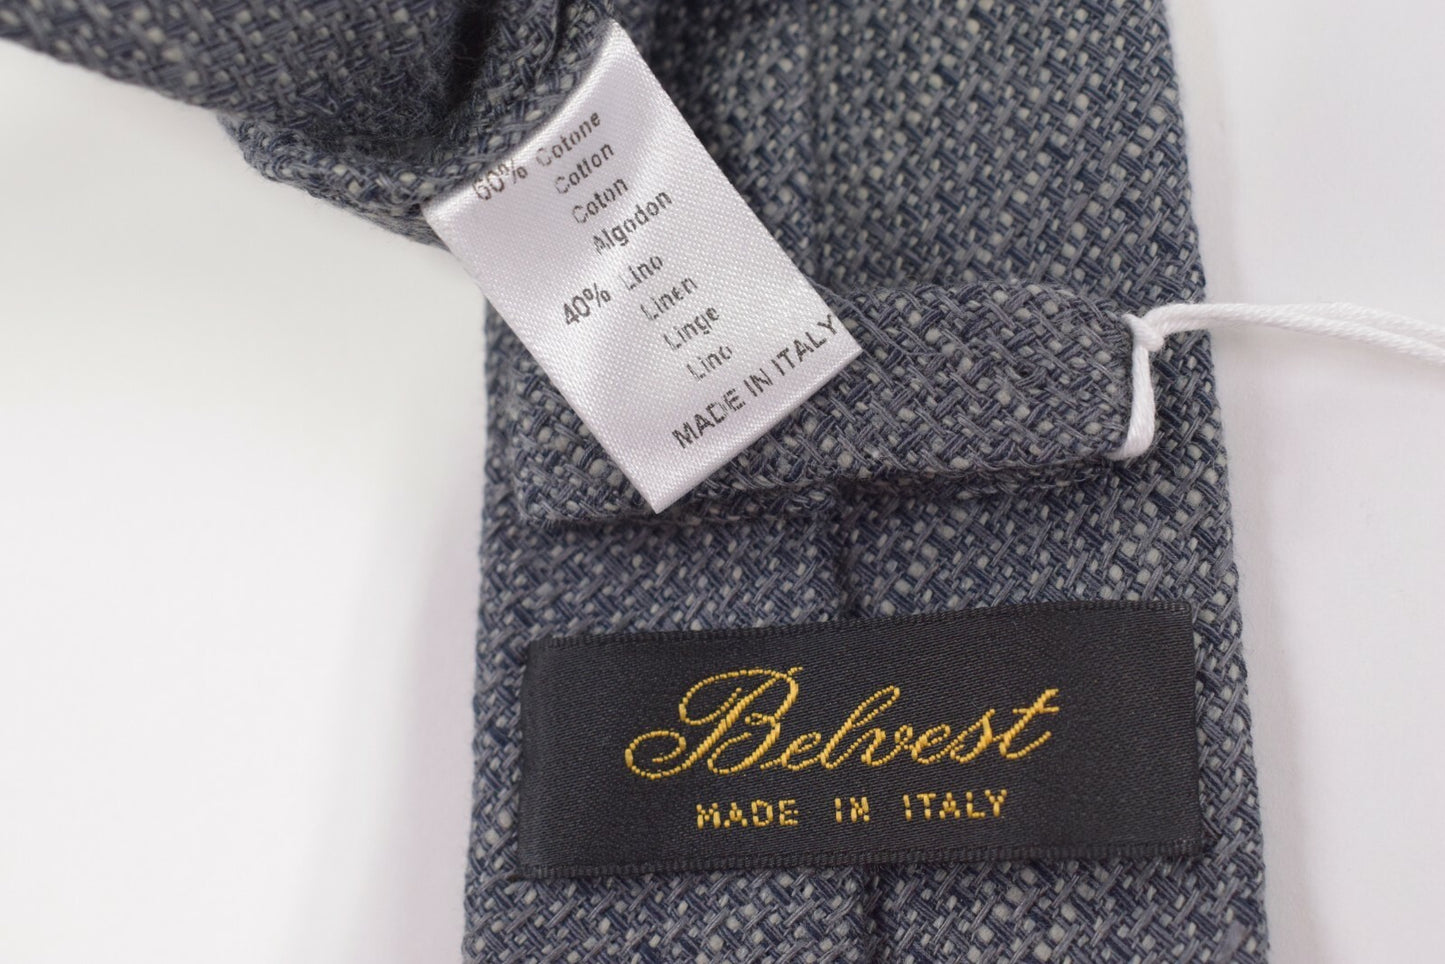 60% Cotone
Cotton
Coton
Algodon
40% Lino
Linen
Linge
Lino
MADE IN ITALY
Belvest
MADE IN ITALY